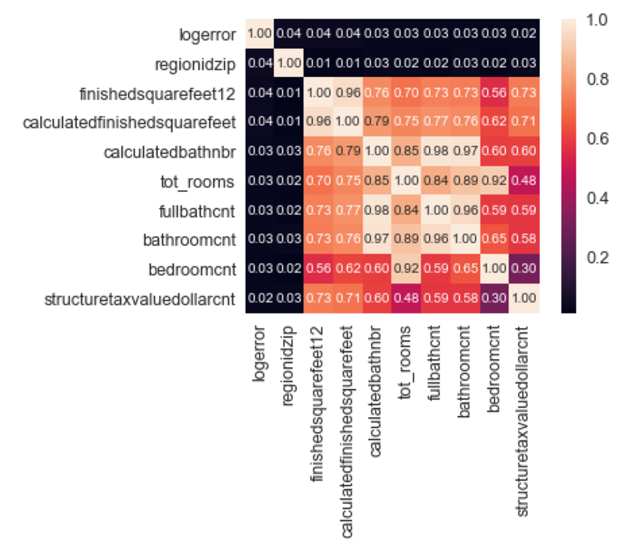 logerror 1.00 0.04 0.04 0.04 0.03 0.03 0.03 0.03 0.03 0.02
regionidzip 0.04 1.00 0.01 0.01 0.03 0.02 0.02 0.03 0.02 0.03
finishedsquarefeet12 0.04 0.01 1.00 0.96 0.76 0.70 0.73 0.73 0.56 0.73
calculatedfinishedsquarefeet 0.04 0.01 0.96 1.00 0.79 0.75 0.77 0.76 0.62 0.71
calculatedbathnbr 0.03 0.03 0.76 0.79 1.00 0.85 0.98 0.97 0.60 0.60
tot_rooms 0.03 0.02 0.70 0.75 0.85 1.00 0.84 0.89 0.92 0.48
fullbathcnt 0.03 0.02 0.73 0.77 0.98 0.84 1.00 0.96 0.59 0.59
bathroomcnt 0.03 0.03 0.73 0.76 0.97 0.89 0.96 1.00 0.65 0.58
bedroomcnt 0.03 0.02 0.56 0.62 0.60 0.92 0.59 0.65 1.00 0.30
structuretaxvaluedollarcnt 0.02 0.03 0.73 0.71 0.60 0.48 0.59 0.58 0.30 1.00
logerror
regionidzip
finishedsquarefeet12
calculatedfinishedsquarefeet
calculatedbathnbr
tot_rooms
fullbathcnt
bathroomcnt
bedroomcnt
structuretaxvaluedollarcnt
1.0
0.8
0.6
0.4
0.2